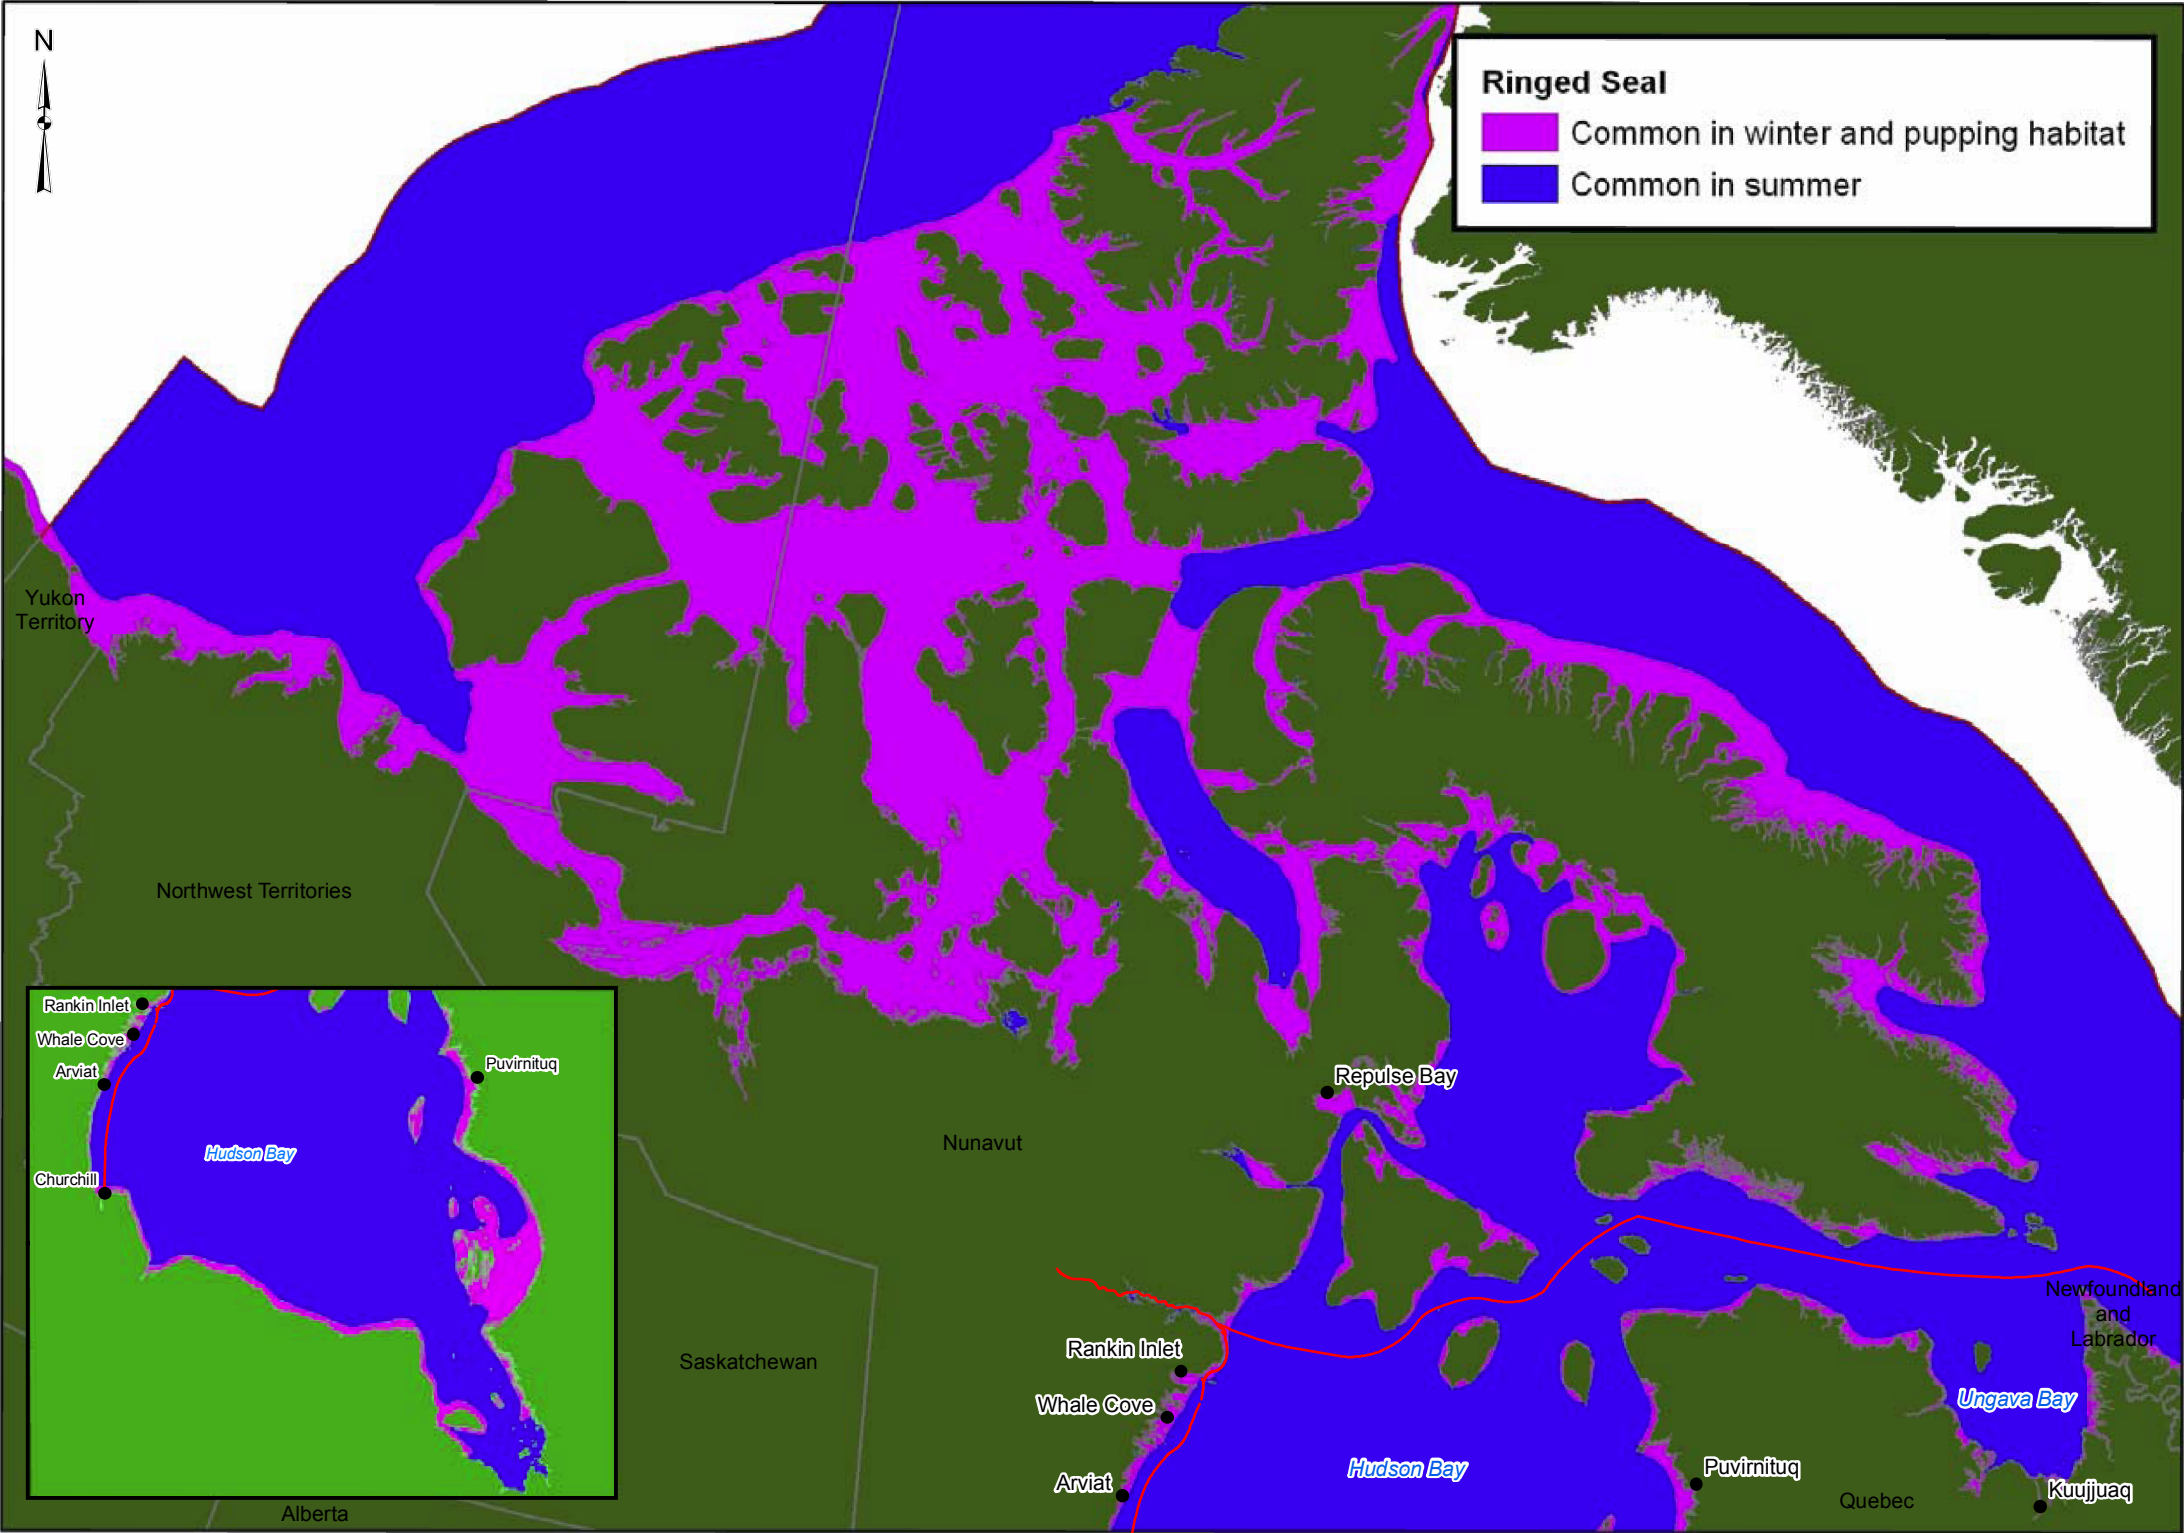 N
Ringed Seal
Common in winter and pupping habitat
Common in summer
Yukon
Territory
Northwest Territories
Rankin Inlet
Whale Cove
Arviat
Puvirnituq
Hudson Bay
Churchill
Repulse Bay
Nunavut
Newfoundland
and
Labrador
Rankin Inlet
Saskatchewan
Whale Cove
Ungava Bay
Hudson Bay
Puvirnituq
Arviat
Kuujjuaq
Quebec
Alberta